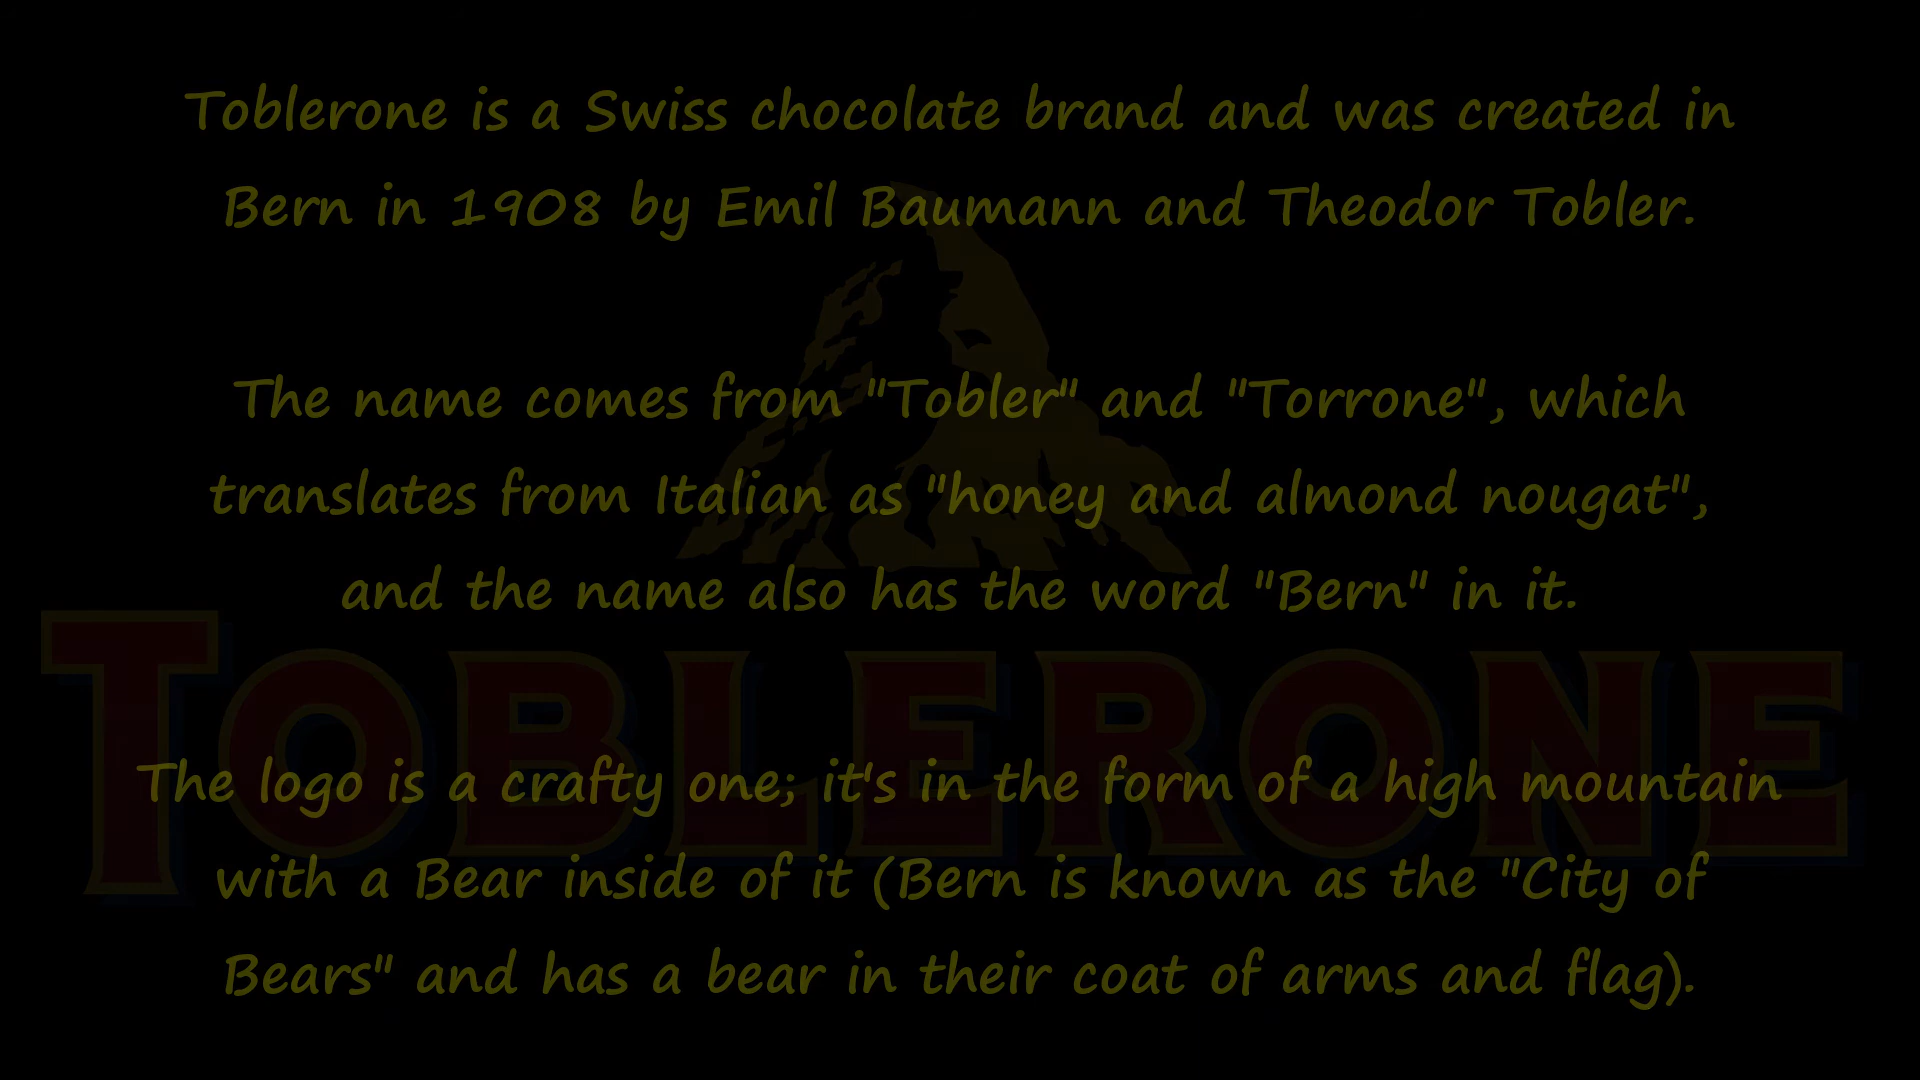 Toblerone is a Swiss chocolate brand and was created in
Bern in 1908 by Emil Baumann and Theodor Tobler.
The name comes from "Tobler" and "Torrone", which
translates from Italian as "honey and almond nougat",
and the name also has the word "Bern" in it.
TOBLERONE
The logo is a crafty one; it's in the form of a high mountain
with a Bear inside of it (Bern is known as the "City of
Bears" and has a bear in their coat of arms and flag).